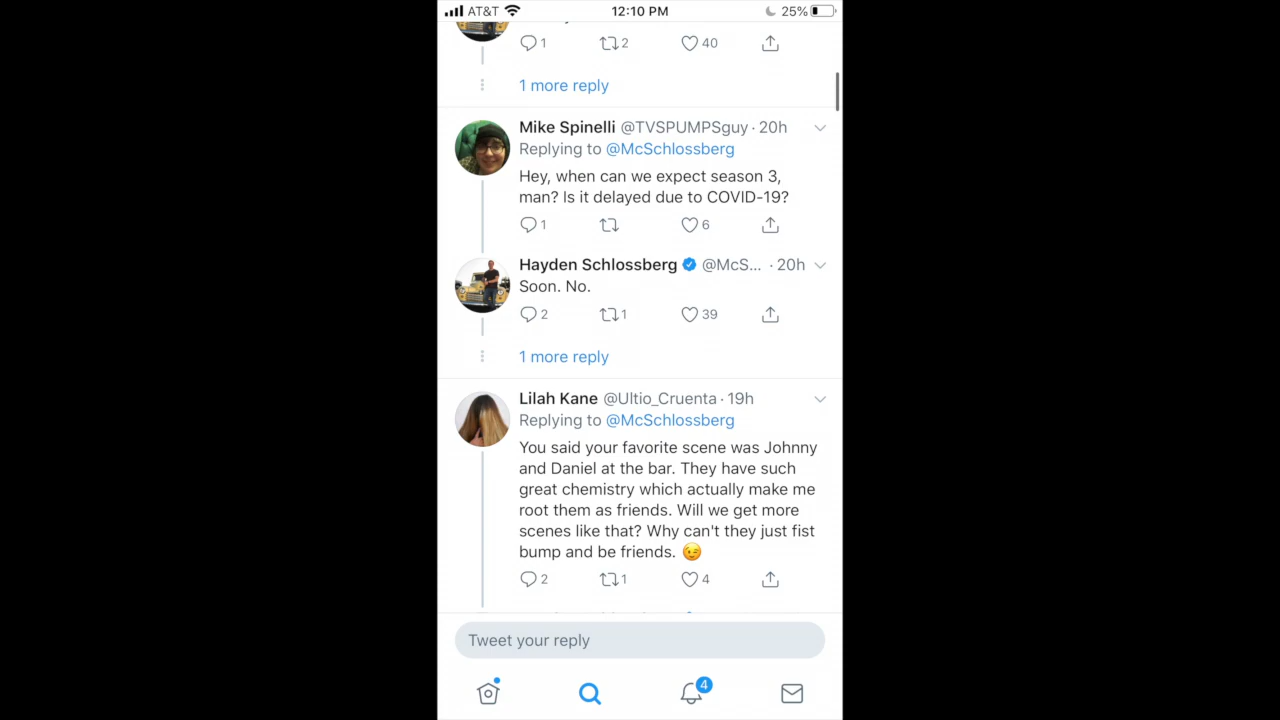 AT&T 12:10 PM 25%
1 2 40
1 more reply
Mike Spinelli @TVSPUMPSguy · 20h
Replying to @McSchlossberg
Hey, when can we expect season 3,
man? Is it delayed due to COVID-19?
1 6
Hayden Schlossberg @McS... · 20h
Soon. No.
2 1 39
1 more reply
Lilah Kane @Ultio_Cruenta · 19h
Replying to @McSchlossberg
You said your favorite scene was Johnny
and Daniel at the bar. They have such
great chemistry which actually make me
root them as friends. Will we get more
scenes like that? Why can't they just fist
bump and be friends. 😉
2 1 4
Tweet your reply
4